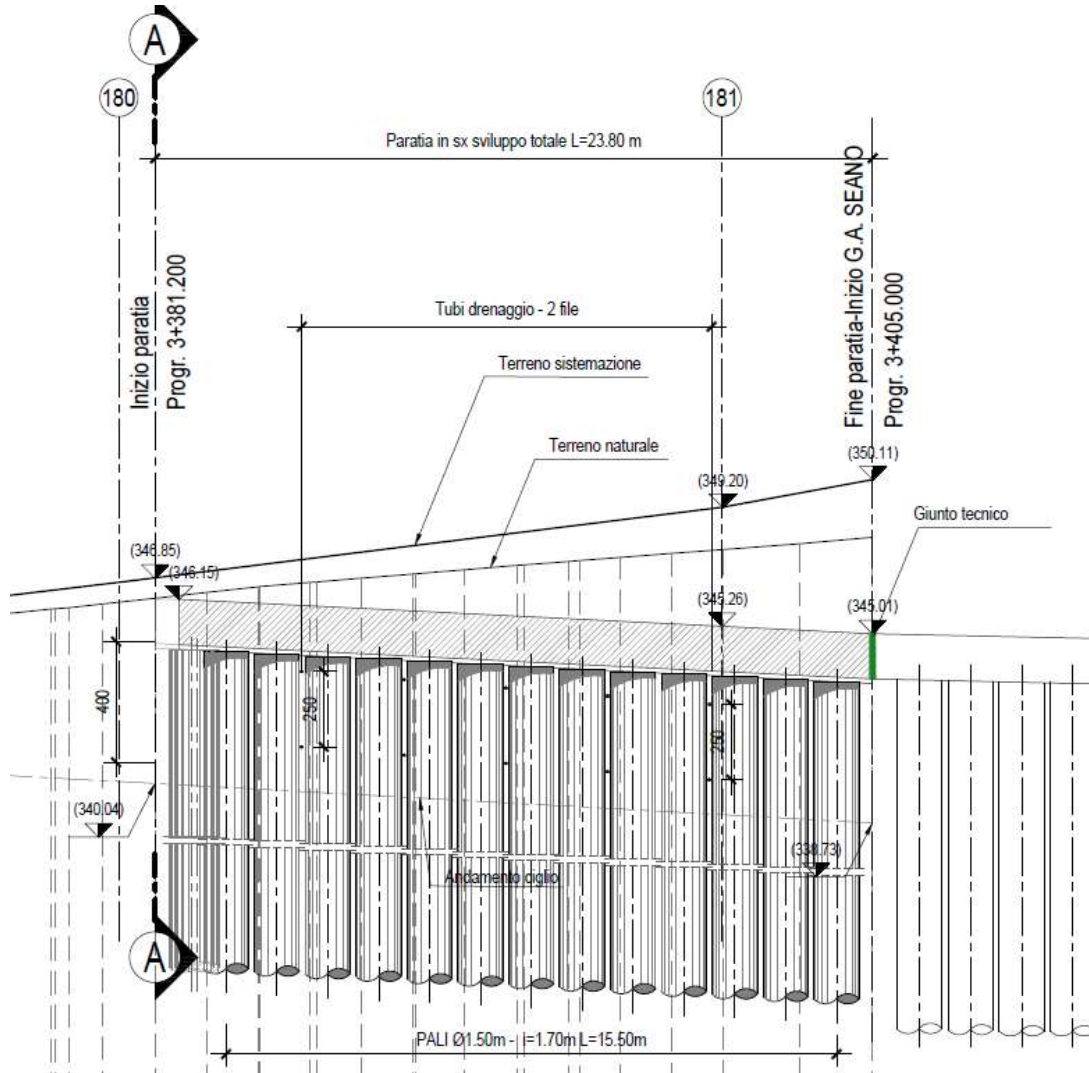 A
180
181
Paratia in sx sviluppo totale L=23.80 m
Inizio paratia
Progr. 3+381.200
Fine paratia-Inizio G.A. SEANO
Progr. 3+405.000
Tubi drenaggio - 2 file
Terreno sistemazione
Terreno naturale
(350.11)
(349.20)
Giunto tecnico
(346.85)
(346.15)
(345.26)
(345.01)
400
250
250
(340.04)
(338.73)
Andamento ciglio
A
PALI Ø1.50m - i=1.70m L=15.50m